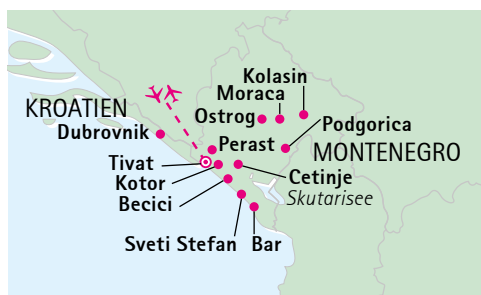 Kolasin
Moraca
KROATIEN
Ostrog
Podgorica
Dubrovnik
Perast
MONTENEGRO
Tivat
Cetinje
Kotor
Skutarisee
Becici
Sveti Stefan
Bar